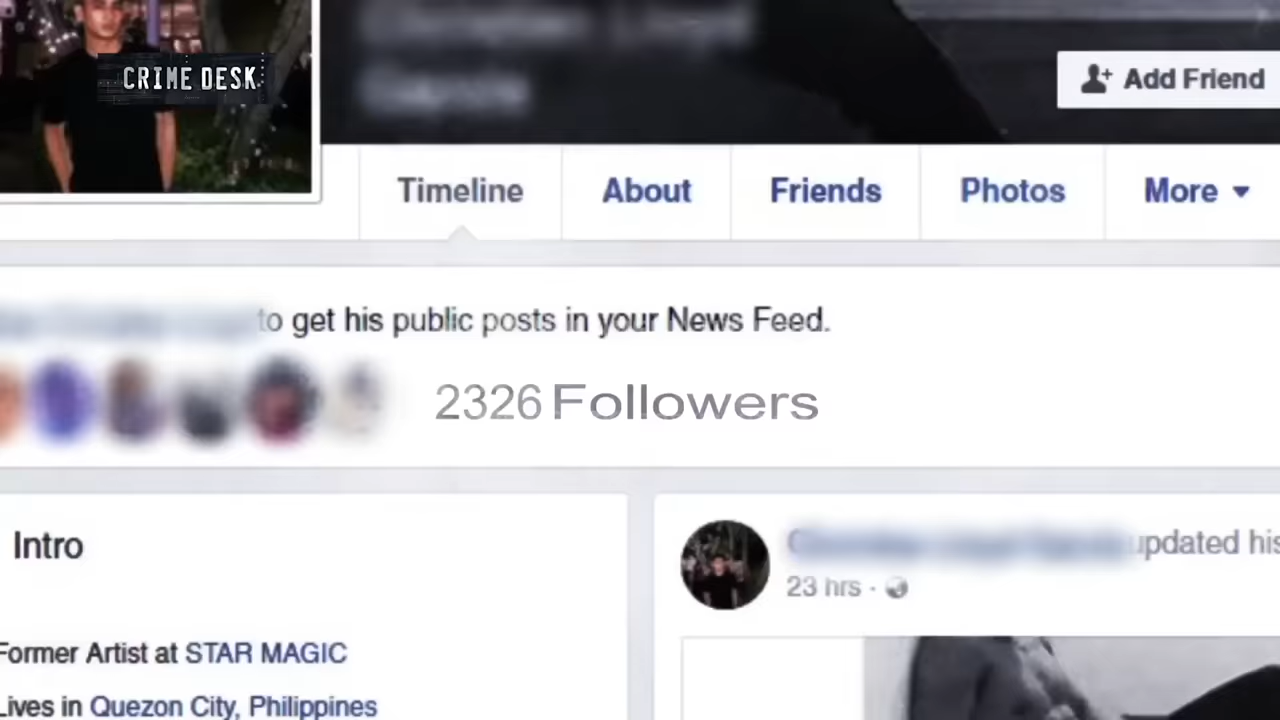 CRIME DESK
Add Friend
Timeline
About
Friends
Photos
More
to get his public posts in your News Feed.
2326 Followers
Intro
Former Artist at STAR MAGIC
Lives in Quezon City, Philippines
updated his
23 hrs ·